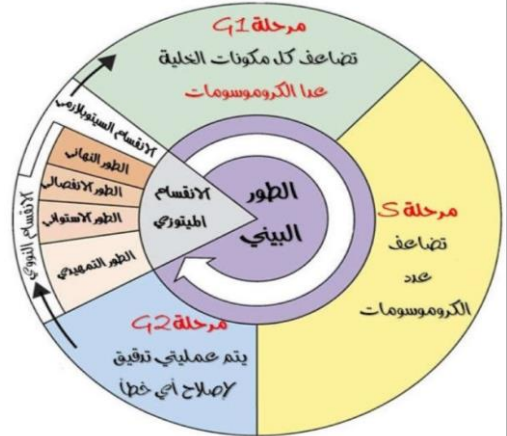 مرحلة G1
تضاعف كل مكونات الخلية
عدا الكروموسومات
مرحلة S
تضاعف
عدد
الكروموسومات
مرحلة G2
يتم عمليتي تدقيق
لإصلاح أي خطأ
الانقسام النووي
الطور التمهيدي
الطور الاستوائي
الطور الانفصالي
الطور النهائي
الانقسام السيتوبلازمي
الانقسام
الميتوزي
الطور
البيني